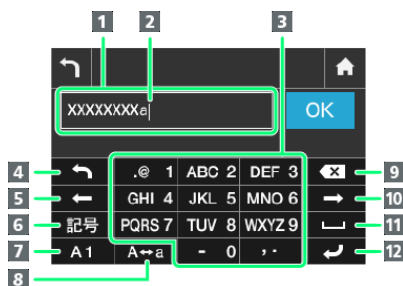 1 2 3
XXXXXXXXa
OK
4 .@ 1 ABC 2 DEF 3 9
5 GHI 4 JKL 5 MNO 6 10
6 記号 PQRS 7 TUV 8 WXYZ 9 11
7 A1 A↔a - 0 , . 12
8